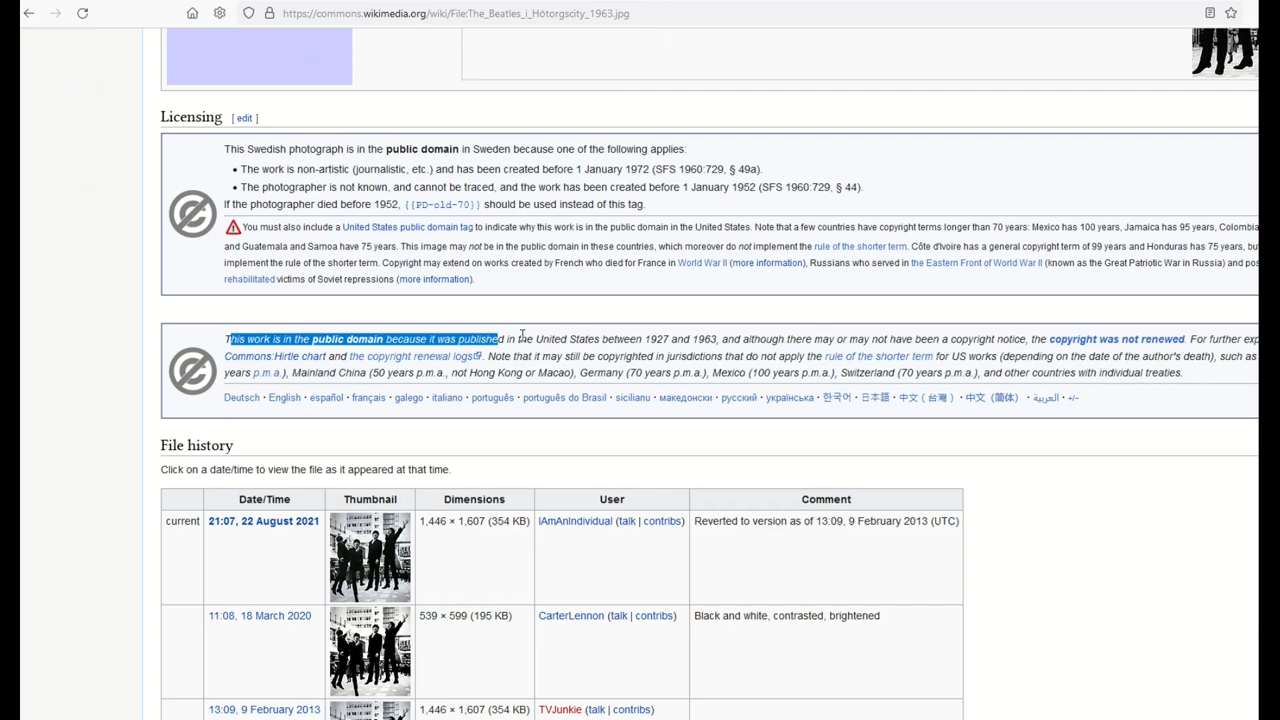 https://commons.wikimedia.org/wiki/File:The_Beatles_i_Hötorgscity_1963.jpg
Licensing [ edit ]
This Swedish photograph is in the public domain in Sweden because one of the following applies:
• The work is non-artistic (journalistic, etc.) and has been created before 1 January 1972 (SFS 1960:729, § 49a).
• The photographer is not known, and cannot be traced, and the work has been created before 1 January 1952 (SFS 1960:729, § 44).
If the photographer died before 1952, {{PD-old-70}} should be used instead of this tag.
You must also include a United States public domain tag to indicate why this work is in the public domain in the United States. Note that a few countries have copyright terms longer than 70 years: Mexico has 100 years, Jamaica has 95 years, Colombia
and Guatemala and Samoa have 75 years. This image may not be in the public domain in these countries, which moreover do not implement the rule of the shorter term. Côte d'Ivoire has a general copyright term of 99 years and Honduras has 75 years, bu
implement the rule of the shorter term. Copyright may extend on works created by French who died for France in World War II (more information), Russians who served in the Eastern Front of World War II (known as the Great Patriotic War in Russia) and pos
rehabilitated victims of Soviet repressions (more information).
This work is in the public domain because it was published in the United States between 1927 and 1963, and although there may or may not have been a copyright notice, the copyright was not renewed. For further exp
Commons:Hirtle chart and the copyright renewal logs. Note that it may still be copyrighted in jurisdictions that do not apply the rule of the shorter term for US works (depending on the date of the author's death), such as
years p.m.a.), Mainland China (50 years p.m.a., not Hong Kong or Macao), Germany (70 years p.m.a.), Mexico (100 years p.m.a.), Switzerland (70 years p.m.a.), and other countries with individual treaties.
Deutsch • English • español • français • galego • italiano • português • português do Brasil • sicilianu • македонски • русский • українська • 한국어 • 日本語 • 中文（台灣） • 中文（简体） • العربية • +/−
File history
Click on a date/time to view the file as it appeared at that time.
Date/Time Thumbnail Dimensions User Comment
current 21:07, 22 August 2021 1,446 × 1,607 (354 KB) IAmAnIndividual (talk | contribs) Reverted to version as of 13:09, 9 February 2013 (UTC)
11:08, 18 March 2020 539 × 599 (195 KB) CarterLennon (talk | contribs) Black and white, contrasted, brightened
13:09, 9 February 2013 1,446 × 1,607 (354 KB) TVJunkie (talk | contribs)